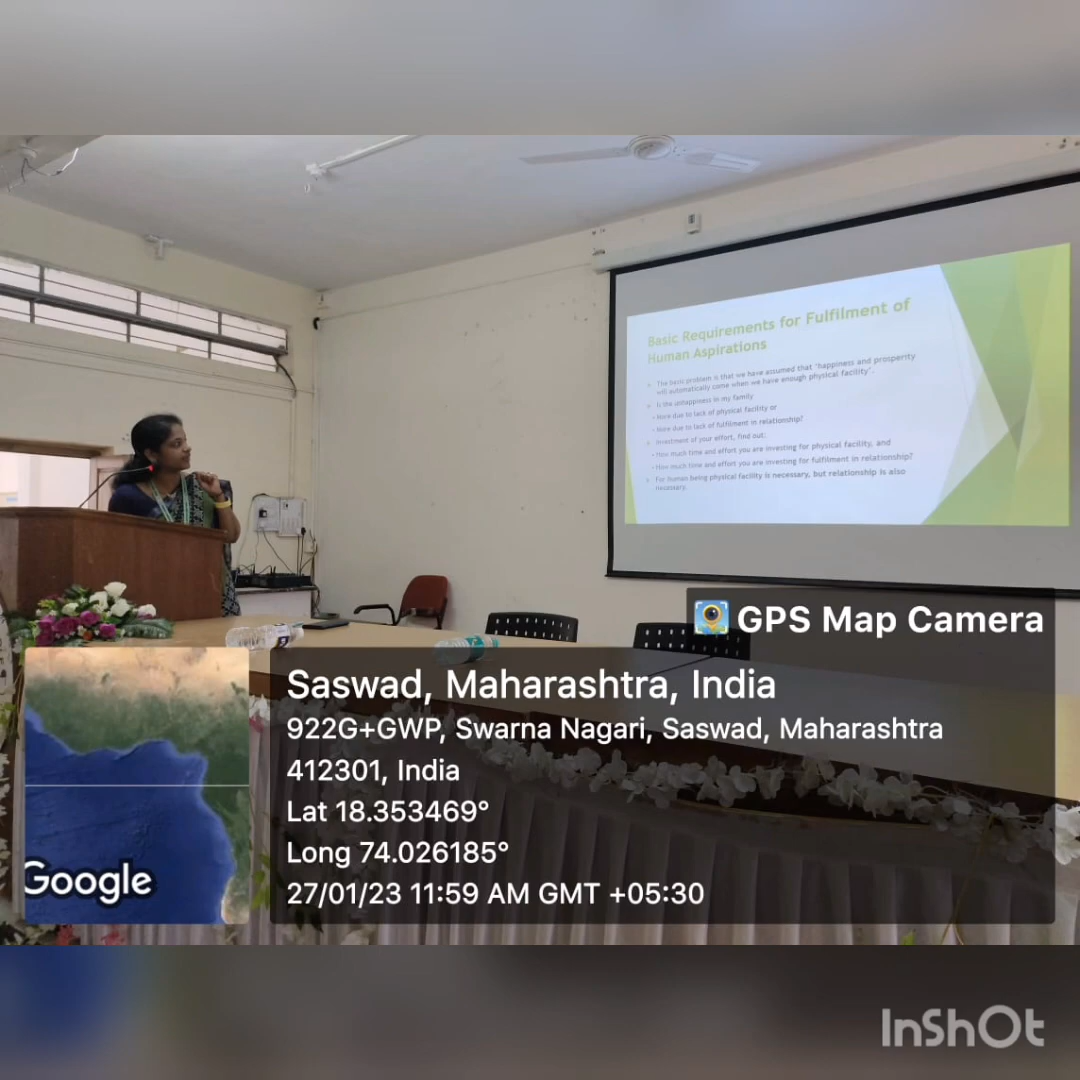 Basic Requirements for Fulfilment of
Human Aspirations
The basic problem is that we have assumed that "happiness and prosperity
will automatically come when we have enough physical facility".
Is the unhappiness in my family
• More due to lack of physical facility or
• More due to lack of fulfilment in relationship?
Investment of your effort, find out:
• How much time and effort you are investing for physical facility, and
• How much time and effort you are investing for fulfilment in relationship?
For human being physical facility is necessary, but relationship is also
necessary.
GPS Map Camera
Saswad, Maharashtra, India
922G+GWP, Swarna Nagari, Saswad, Maharashtra
412301, India
Lat 18.353469°
Long 74.026185°
27/01/23 11:59 AM GMT +05:30
Google
InShOt